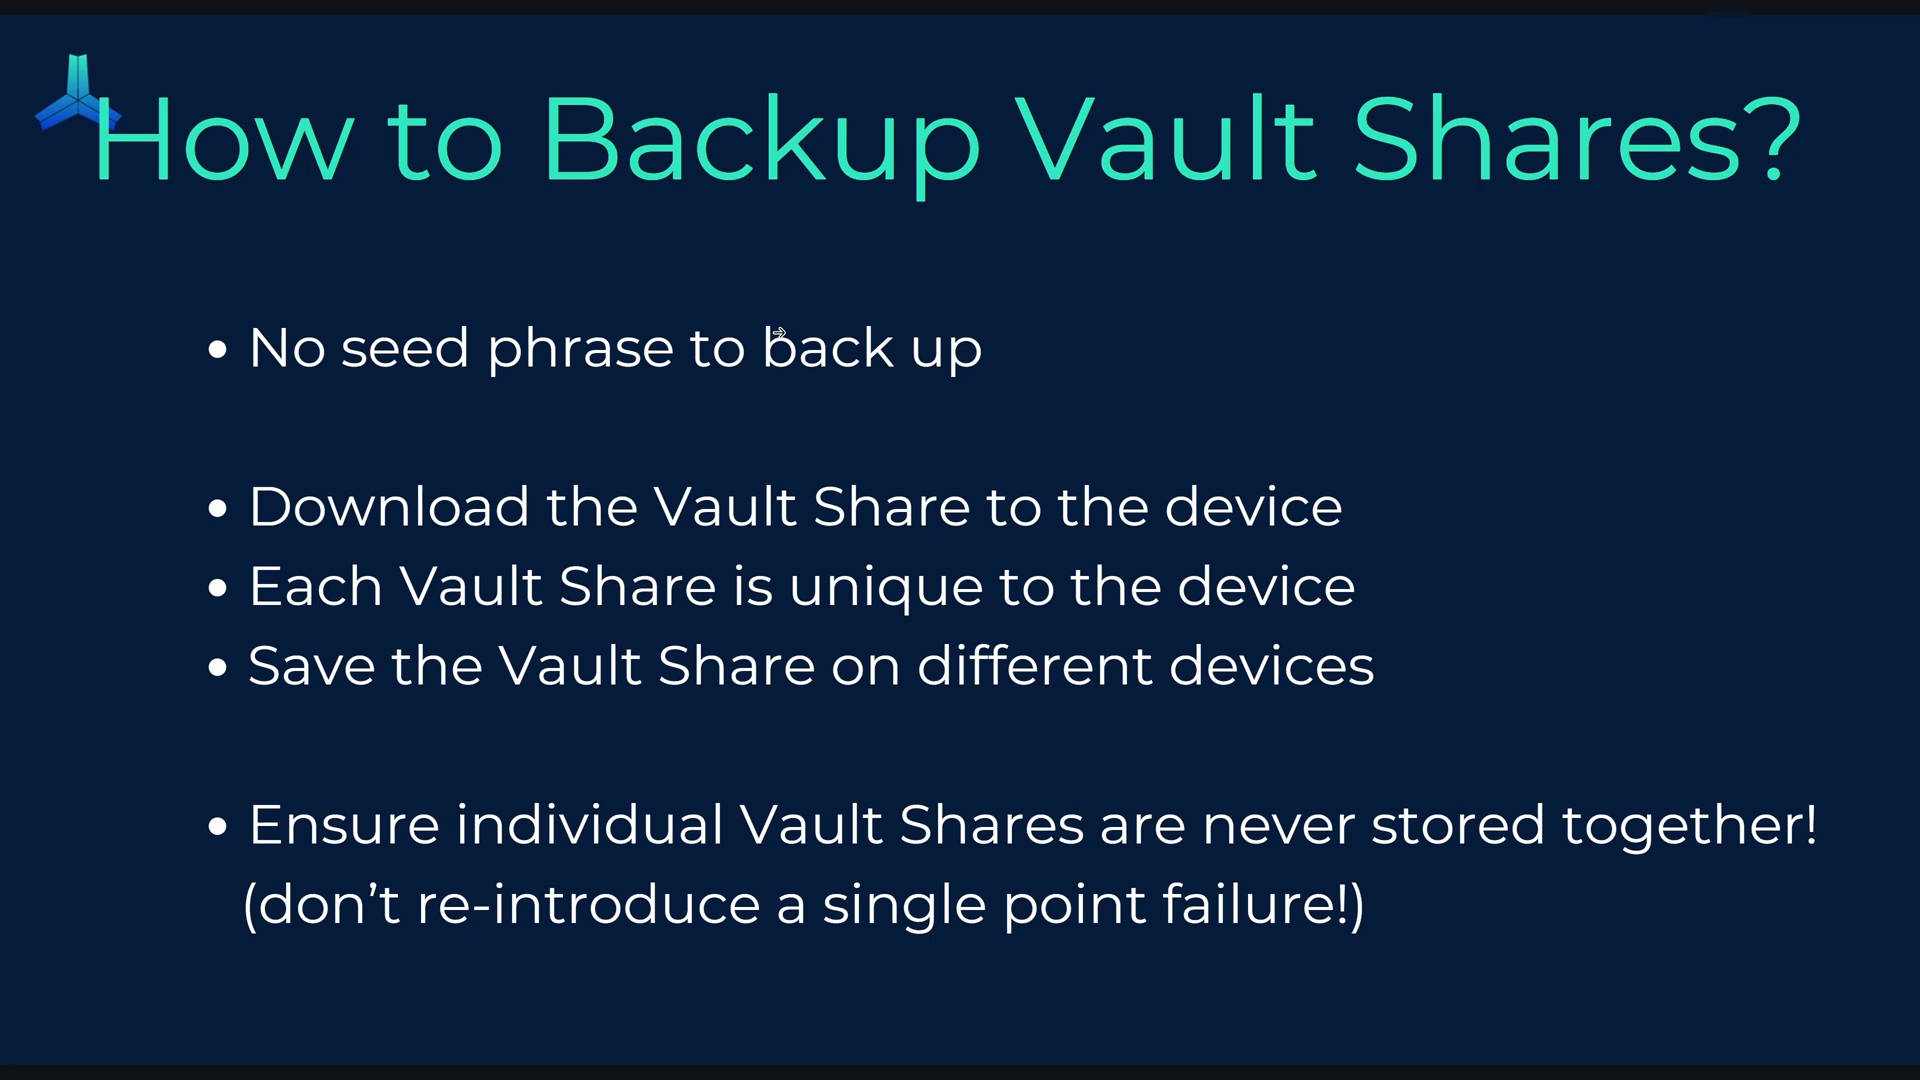 How to Backup Vault Shares?
• No seed phrase to back up
• Download the Vault Share to the device
• Each Vault Share is unique to the device
• Save the Vault Share on different devices
• Ensure individual Vault Shares are never stored together!
(don’t re-introduce a single point failure!)